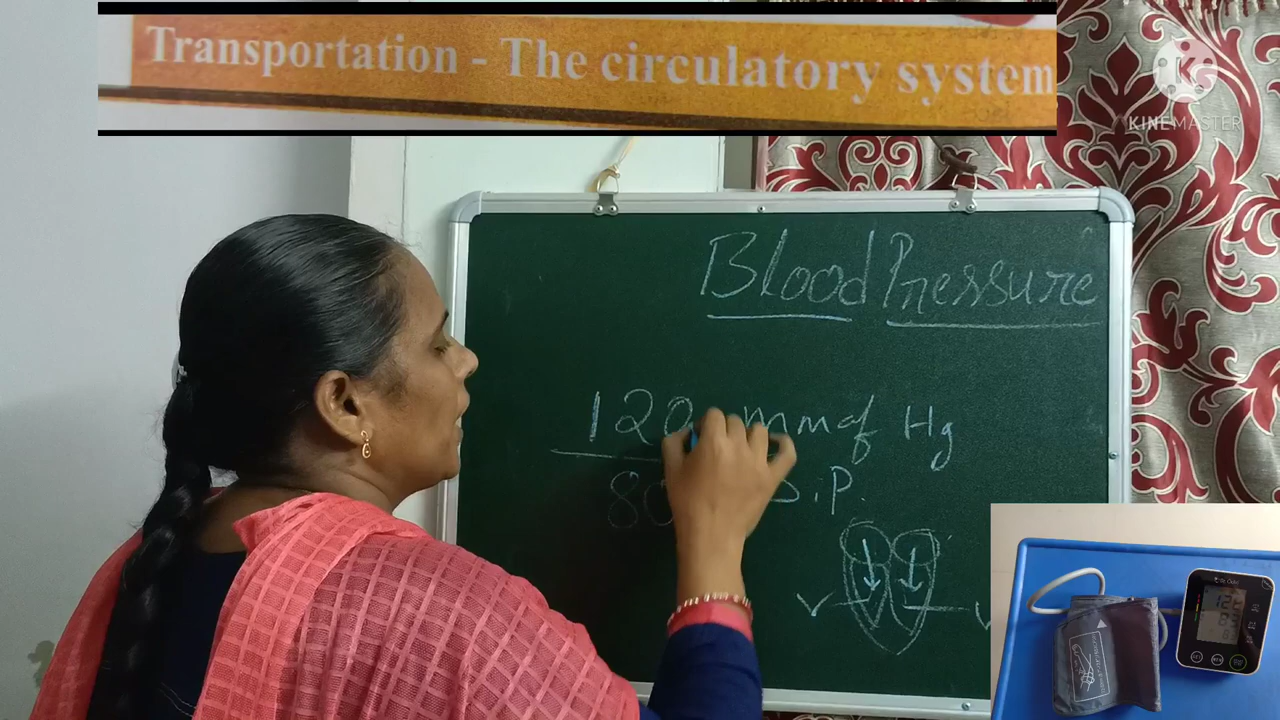 Transportation - The circulatory system
KINEMASTER
Blood Pressure
120 mm of Hg
80 S.P.